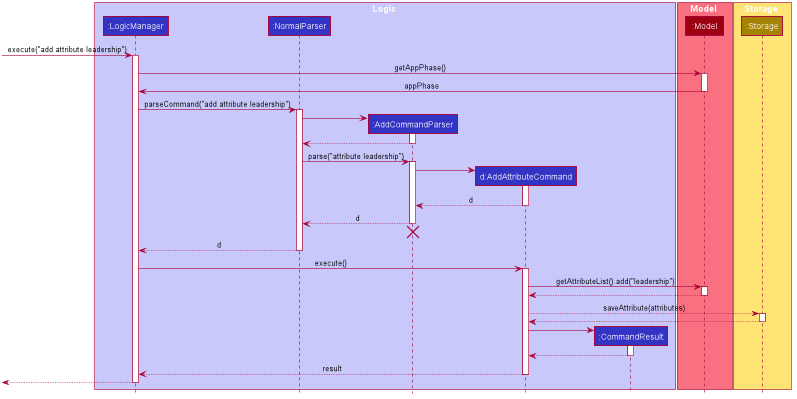 Logic
Model
Storage
:LogicManager
:NormalParser
:Model
:Storage
execute("add attribute leadership")
getAppPhase()
appPhase
parseCommand("add attribute leadership")
:AddCommandParser
parse("attribute leadership")
d:AddAttributeCommand
d
d
d
execute()
getAttributeList().add("leadership")
saveAttribute(attributes)
:CommandResult
result